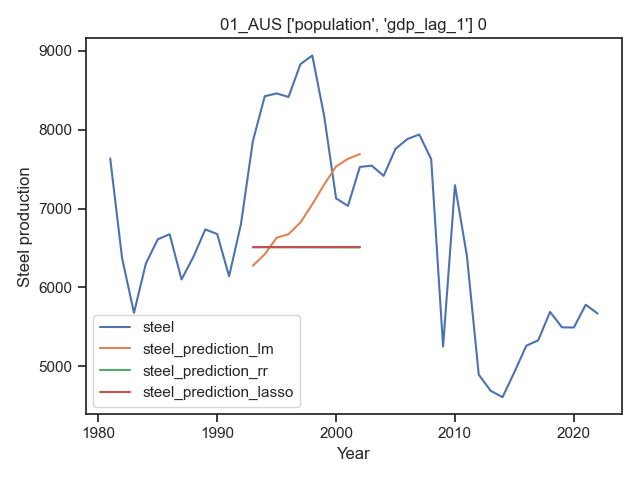 01_AUS ['population', 'gdp_lag_1'] 0
9000
8000
7000
6000
5000
Steel production
steel
steel_prediction_lm
steel_prediction_rr
steel_prediction_lasso
1980
1990
2000
2010
2020
Year